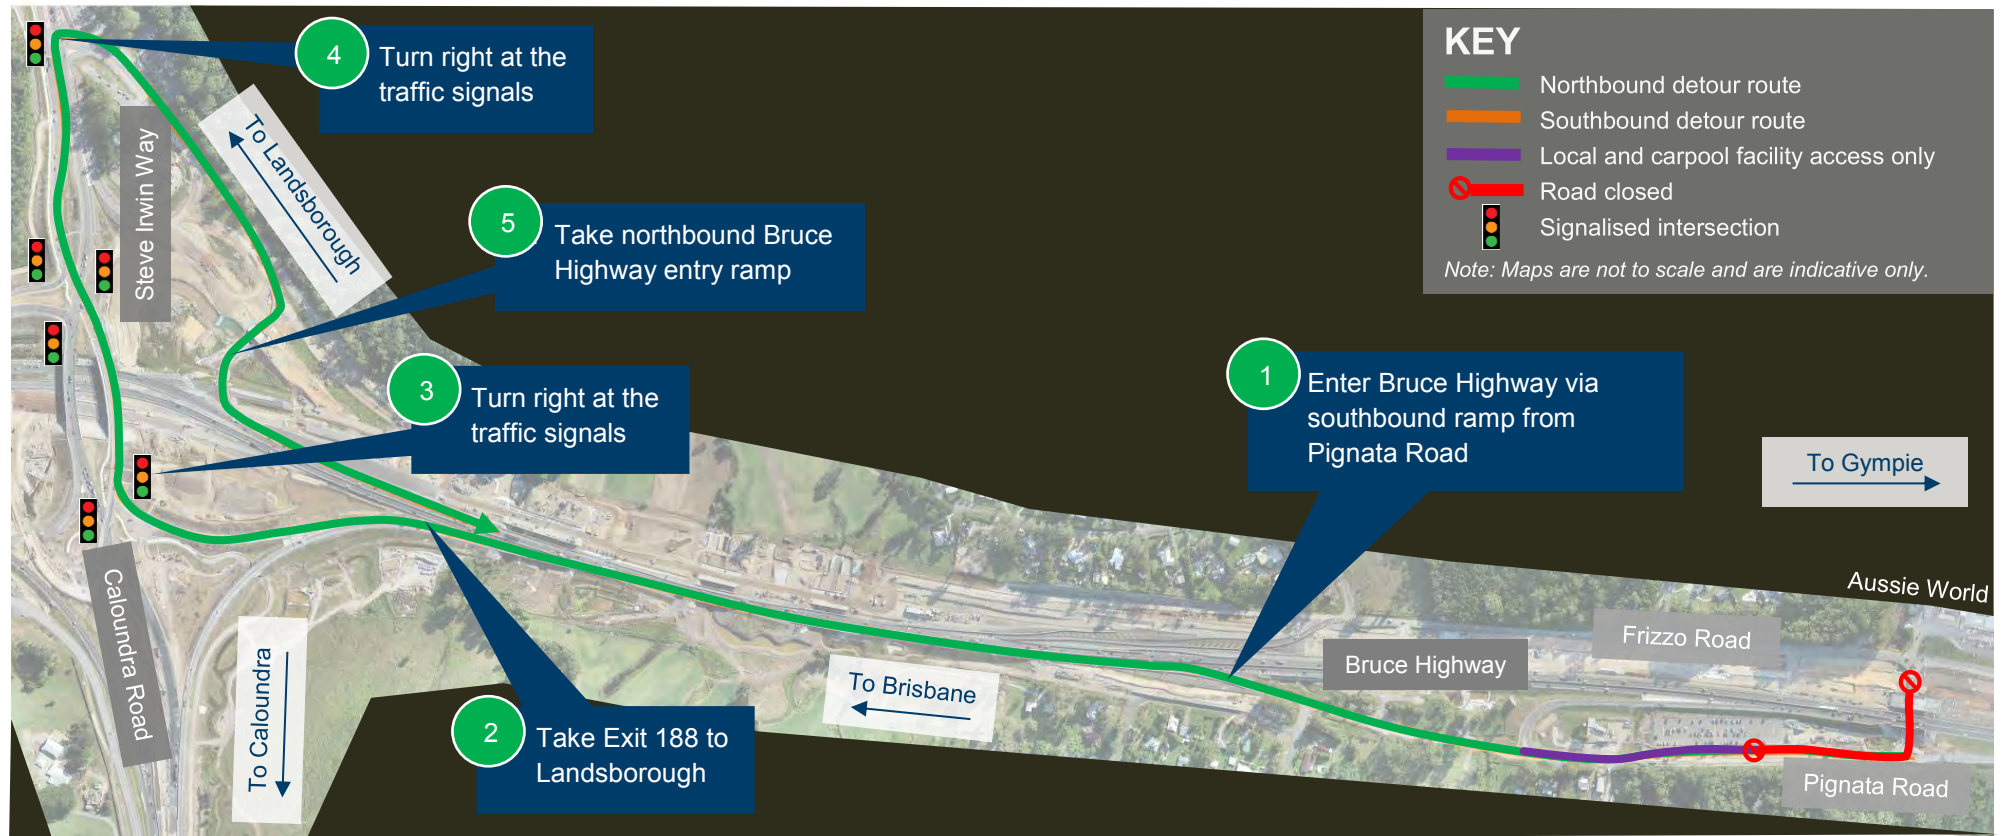 4
Turn right at the
traffic signals
Steve Irwin Way
To Landsborough
5
Take northbound Bruce
Highway entry ramp
3
Turn right at the
traffic signals
1
Enter Bruce Highway via
southbound ramp from
Pignata Road
KEY
Northbound detour route
Southbound detour route
Local and carpool facility access only
Road closed
Signalised intersection
Note: Maps are not to scale and are indicative only.
To Gympie
Aussie World
Frizzo Road
Bruce Highway
Pignata Road
To Brisbane
2
Take Exit 188 to
Landsborough
Caloundra Road
To Caloundra